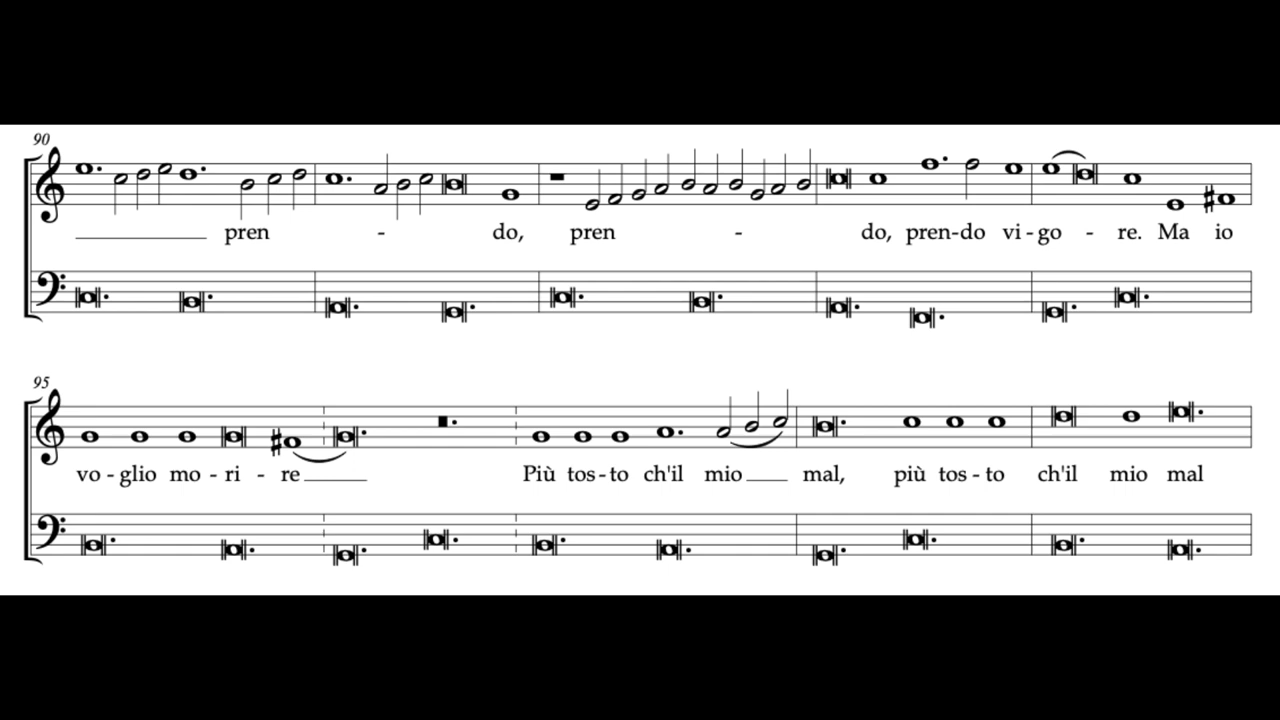 90
pren - do, pren - do, pren-do vi-go - re. Ma io
95
vo-glio mo-ri - re Più tos-to ch'il mio mal, più tos-to ch'il mio mal